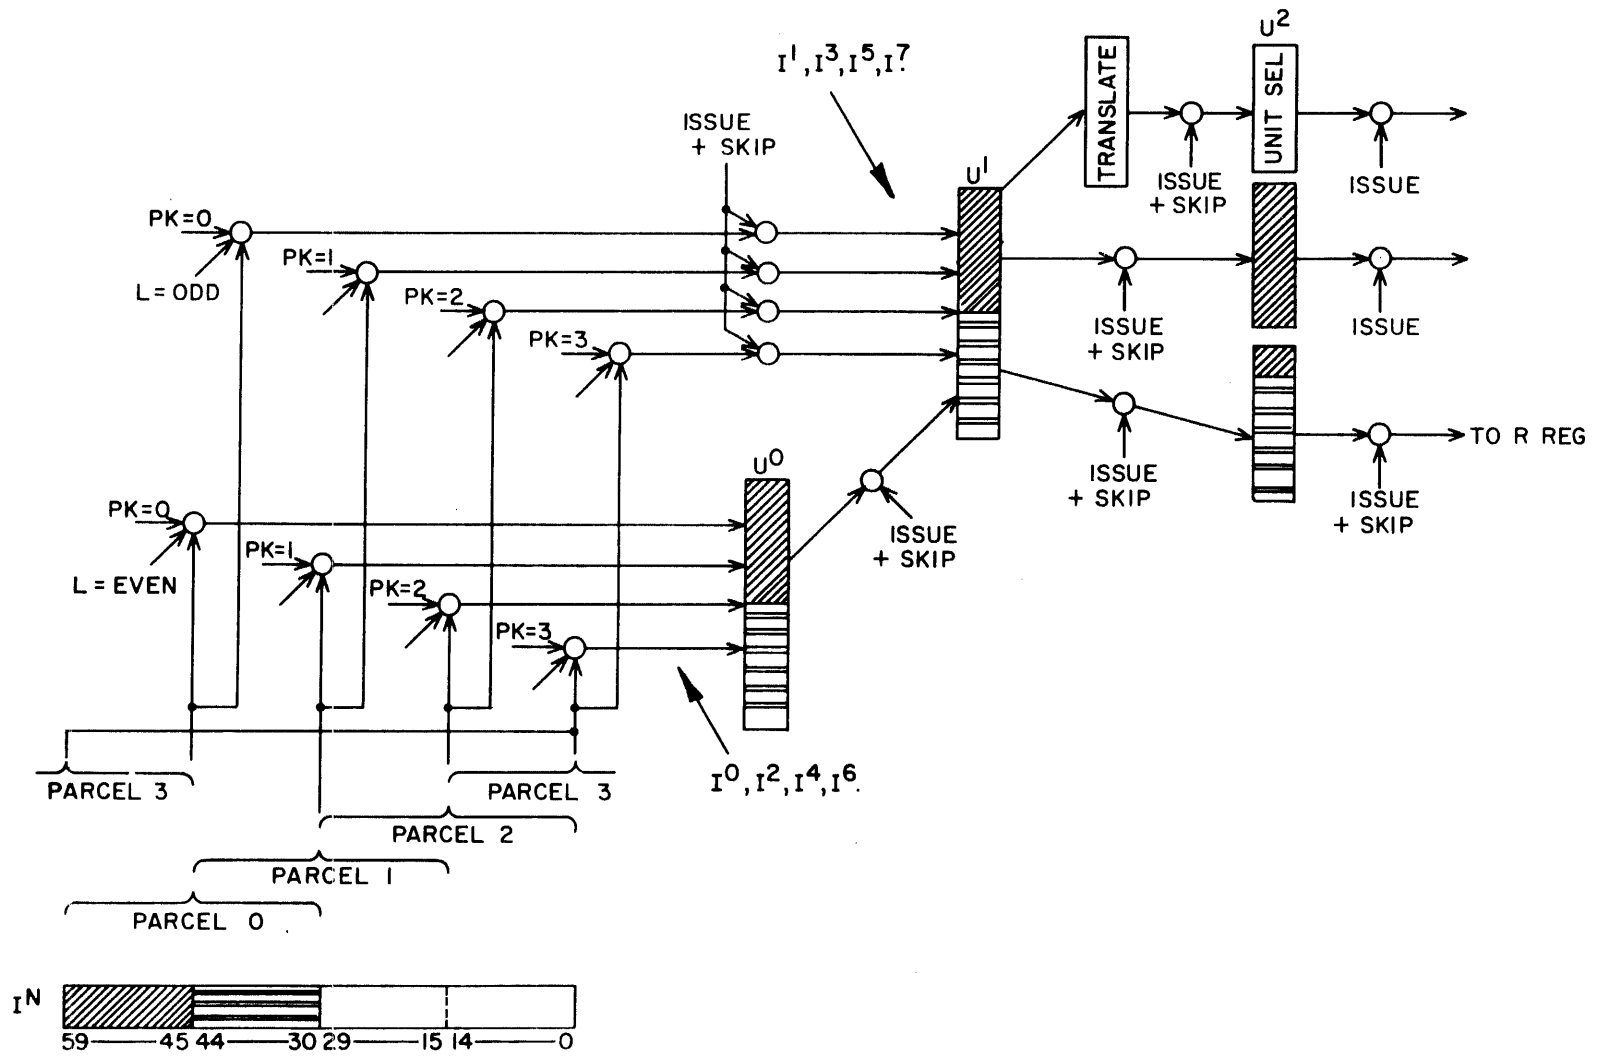 U²
I¹, I³, I⁵, I⁷.
TRANSLATE
UNIT SEL
ISSUE
+ SKIP
U¹
ISSUE
+ SKIP
ISSUE
PK=0
PK=1
L=ODD
PK=2
ISSUE
+ SKIP
ISSUE
PK=3
TO R REG
U⁰
ISSUE
+ SKIP
ISSUE
+ SKIP
PK=0
ISSUE
+ SKIP
PK=1
L=EVEN
PK=2
PK=3
I⁰, I², I⁴, I⁶.
PARCEL 3
PARCEL 3
PARCEL 2
PARCEL 1
PARCEL 0
Iᴺ
59 45 44 30 29 15 14 0